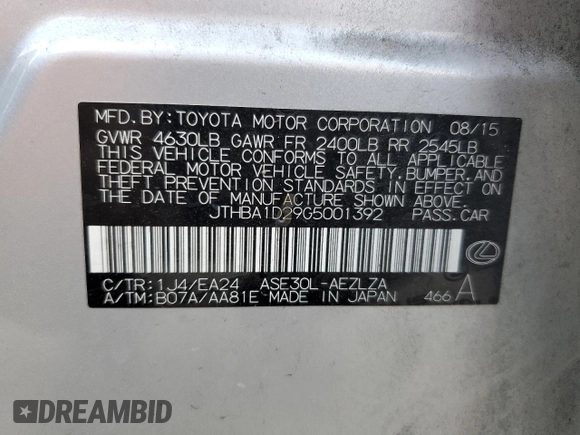 MFD.BY:TOYOTA MOTOR CORPORATION 08/15
GVWR 4630LB GAWR FR 2400LB RR 2545LB
THIS VEHICLE CONFORMS TO ALL APPLICABLE
FEDERAL MOTOR VEHICLE SAFETY,BUMPER,AND
THEFT PREVENTION STANDARDS IN EFFECT ON
THE DATE OF MANUFACTURE SHOWN ABOVE.
JTHBA1D29G5001392 PASS.CAR
C/TR:1J4/EA24 ASE30L-AEZLZA
A/TM:B07A/AA81E MADE IN JAPAN 466 A
DREAMBID